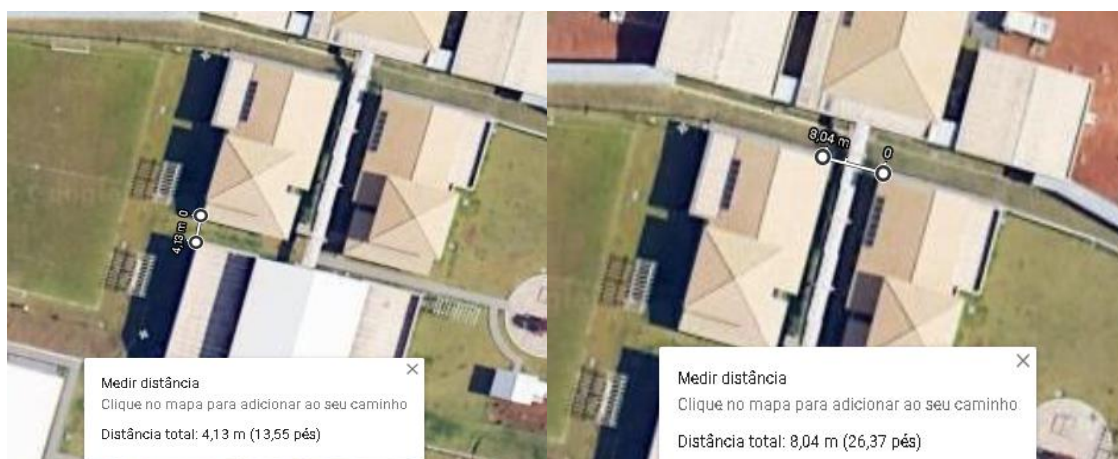 0
4,13 m
Medir distância
Clique no mapa para adicionar ao seu caminho
Distância total: 4,13 m (13,55 pés)
8,04 m
0
Medir distância
Clique no mapa para adicionar ao seu caminho
Distância total: 8,04 m (26,37 pés)